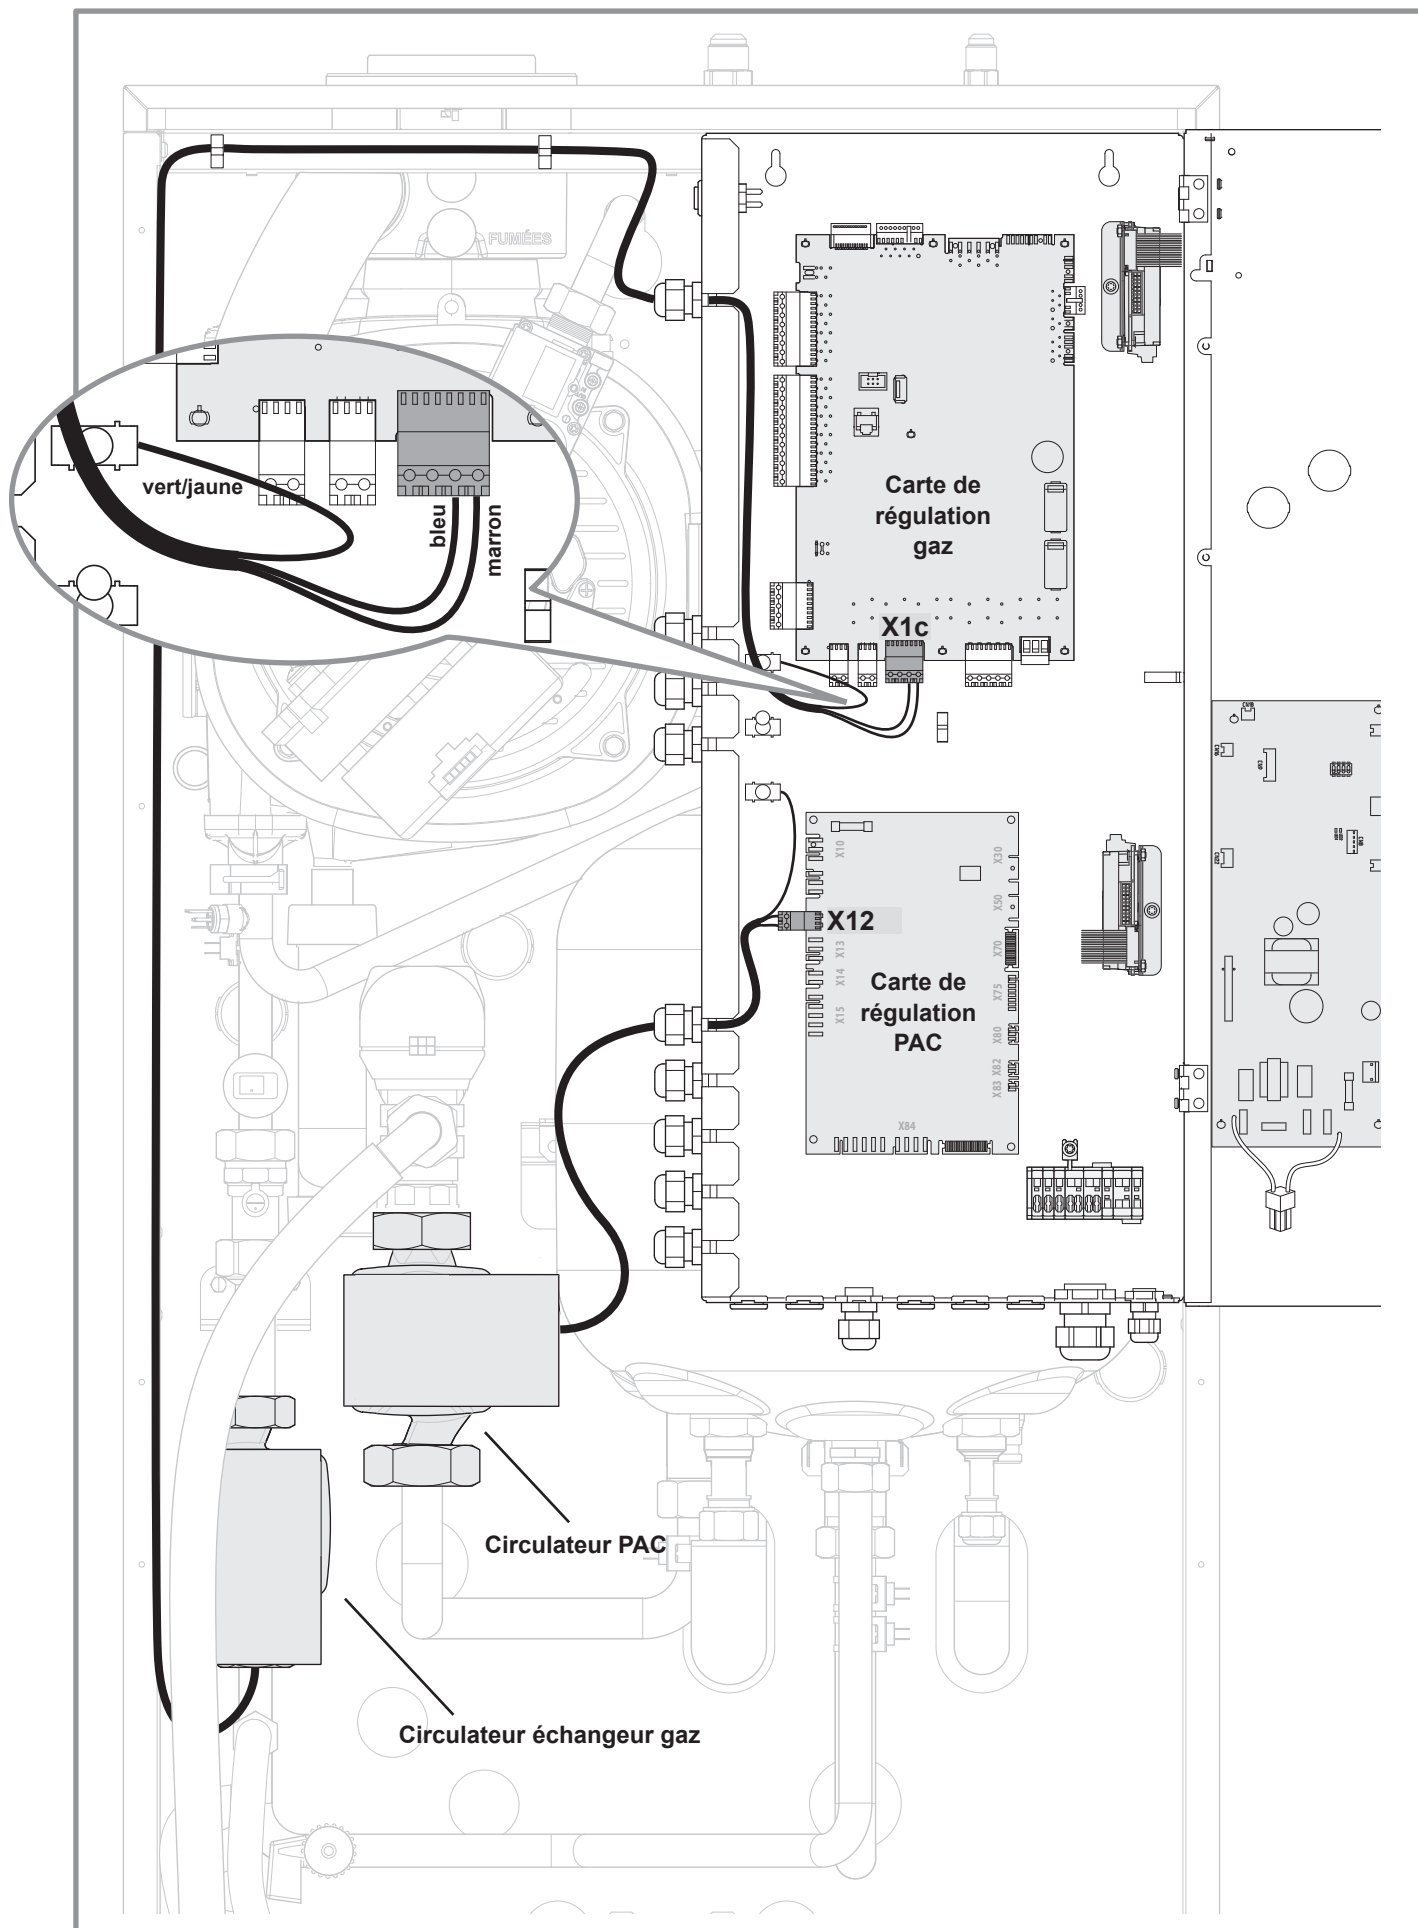 FUMÉES
vert/jaune
bleu
marron
Carte de
régulation
gaz
X1c
X10
X30
X50
X12
X13
X70
X14
X75
X15
Carte de
régulation
PAC
X80
X82
X83
X84
Circulateur PAC
Circulateur échangeur gaz